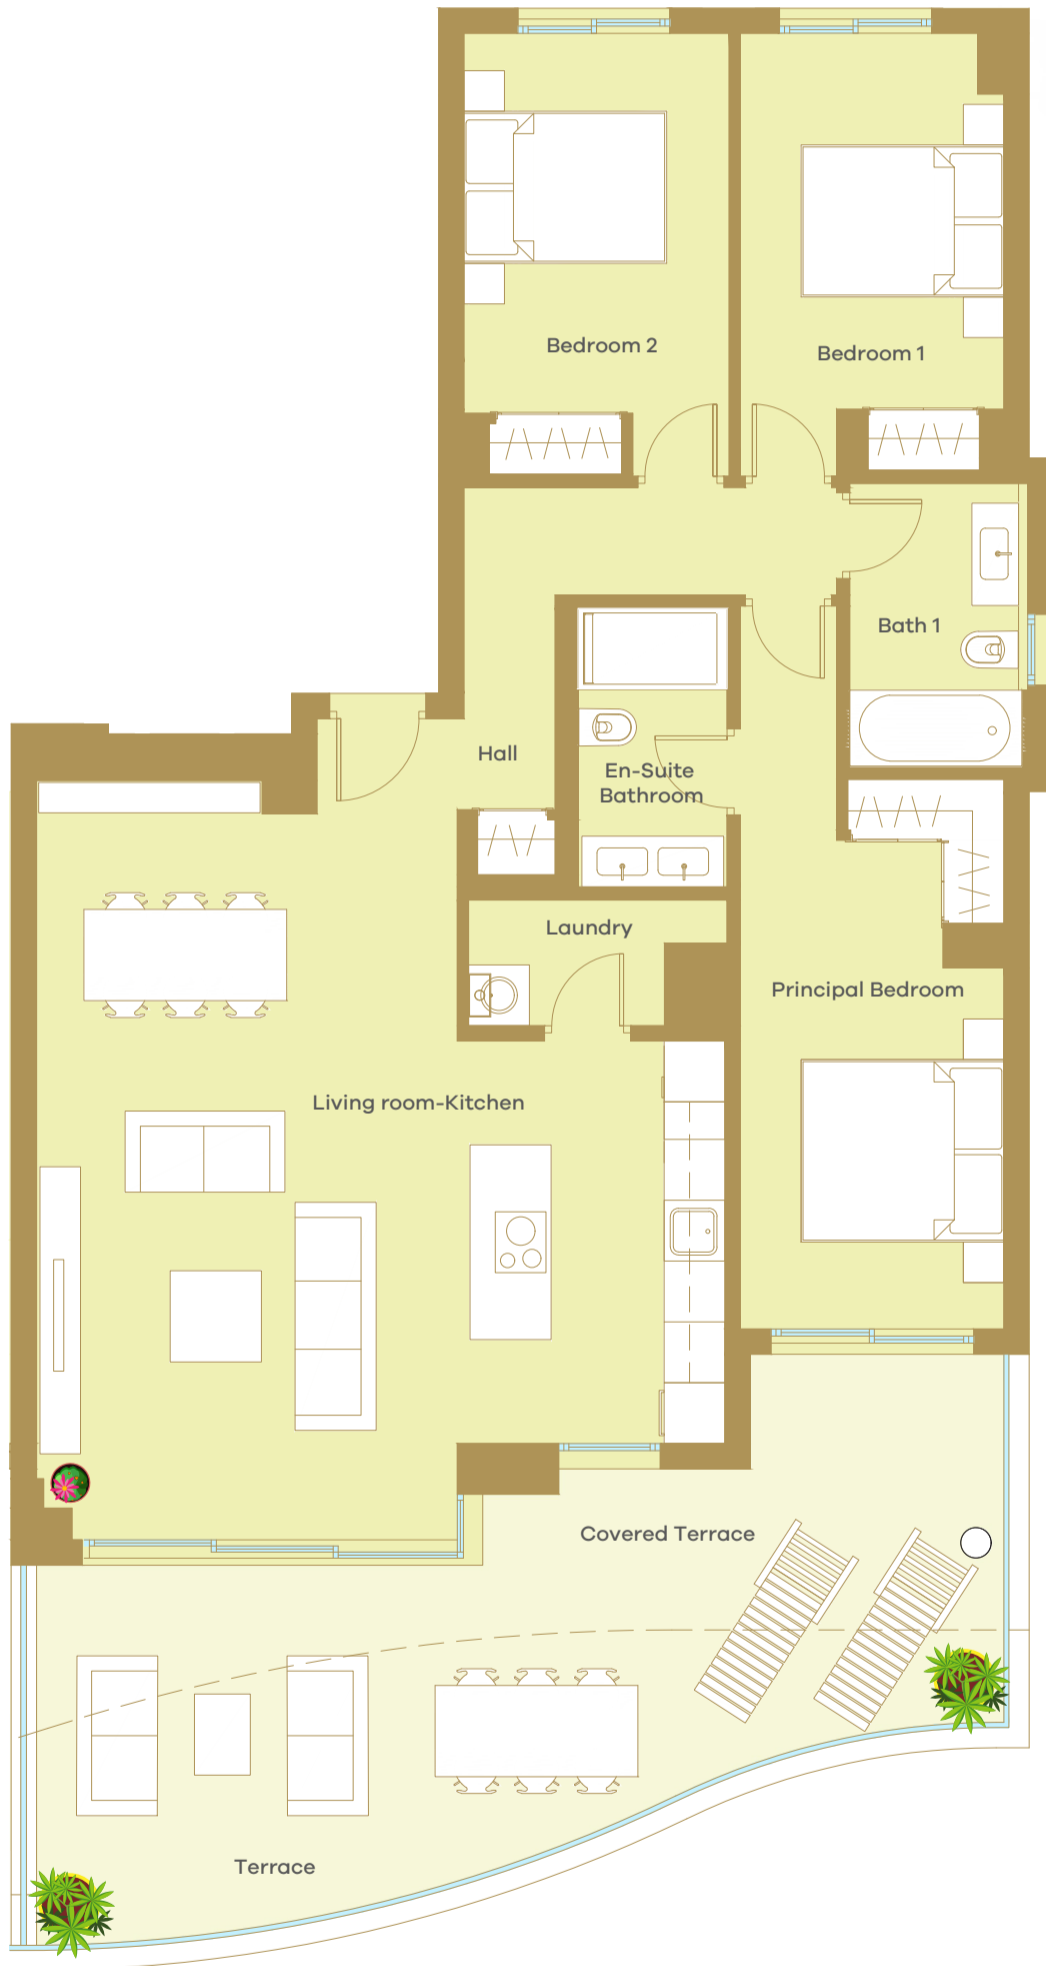 Bedroom 2
Bedroom 1
Bath 1
Hall
En-Suite
Bathroom
Laundry
Principal Bedroom
Living room-Kitchen
Covered Terrace
Terrace